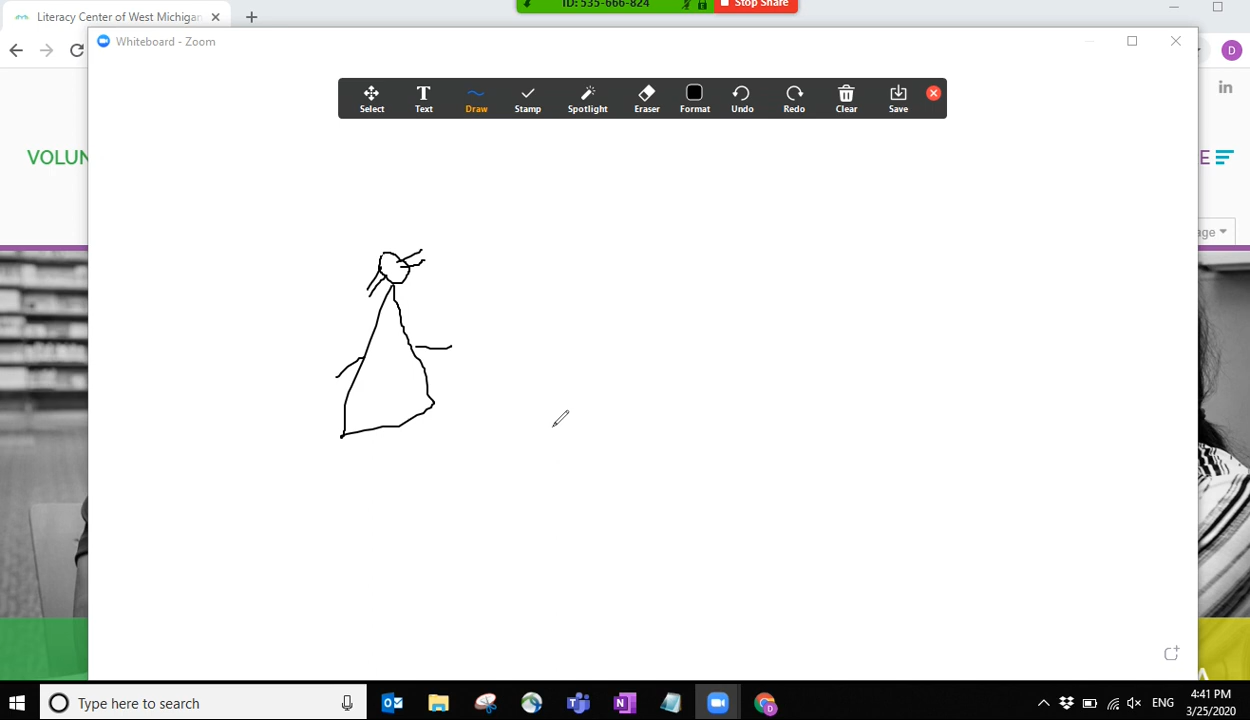 ID: 535-666-824
Stop Share
Literacy Center of West Michigan
Whiteboard - Zoom
D
Select
Text
Draw
Stamp
Spotlight
Eraser
Format
Undo
Redo
Clear
Save
in
VOLUN
E
age
A
Type here to search
ENG
4:41 PM
3/25/2020